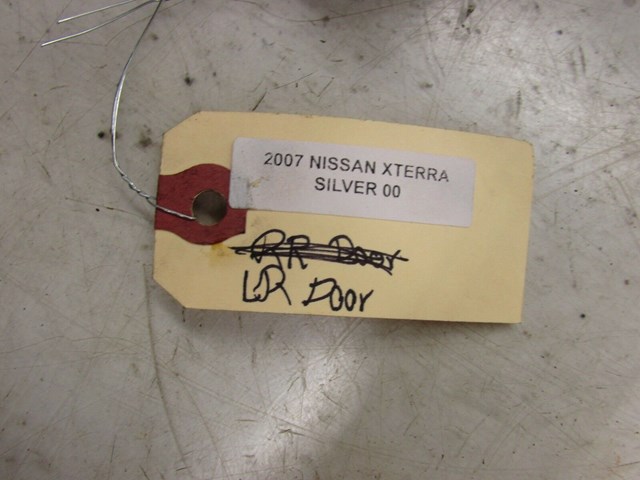 2007 NISSAN XTERRA
SILVER 00
RR Door
LR Door